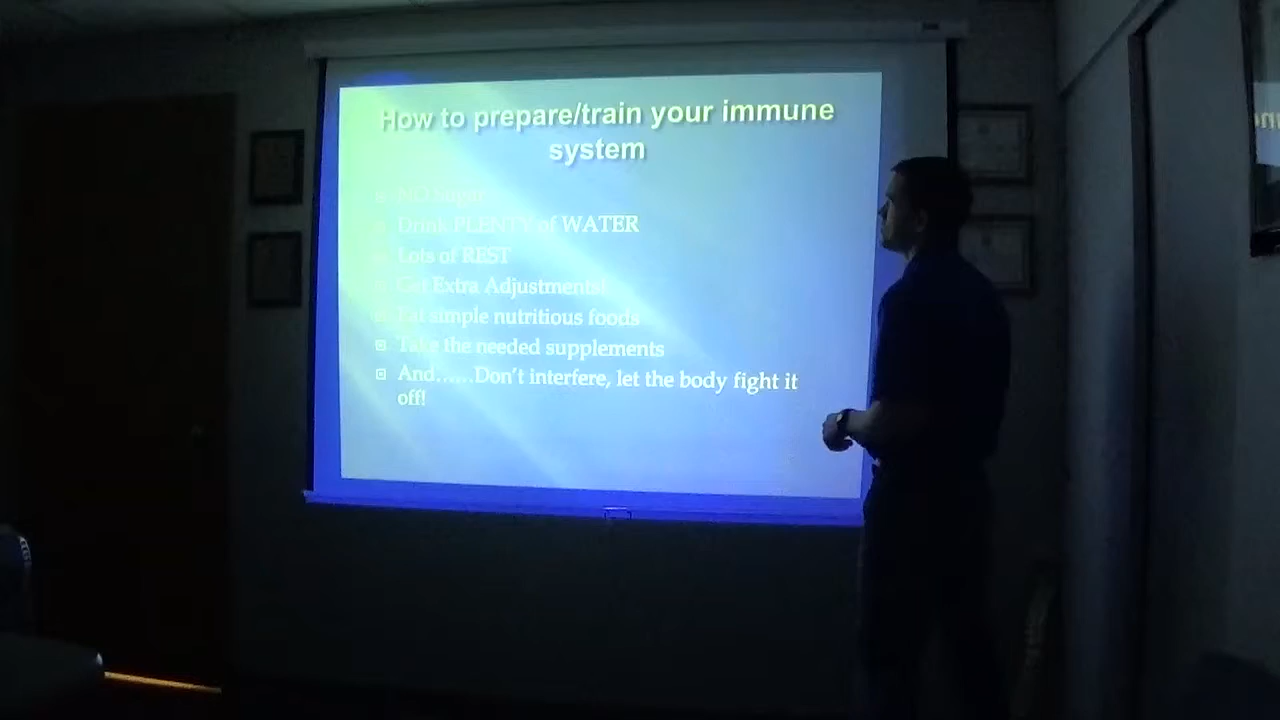 How to prepare/train your immune
system
NO sugar
Drink PLENTY of WATER
Lots of REST
Get Extra Adjustments!
Eat simple nutritious foods
Take the needed supplements
And......Don't interfere, let the body fight it
off!